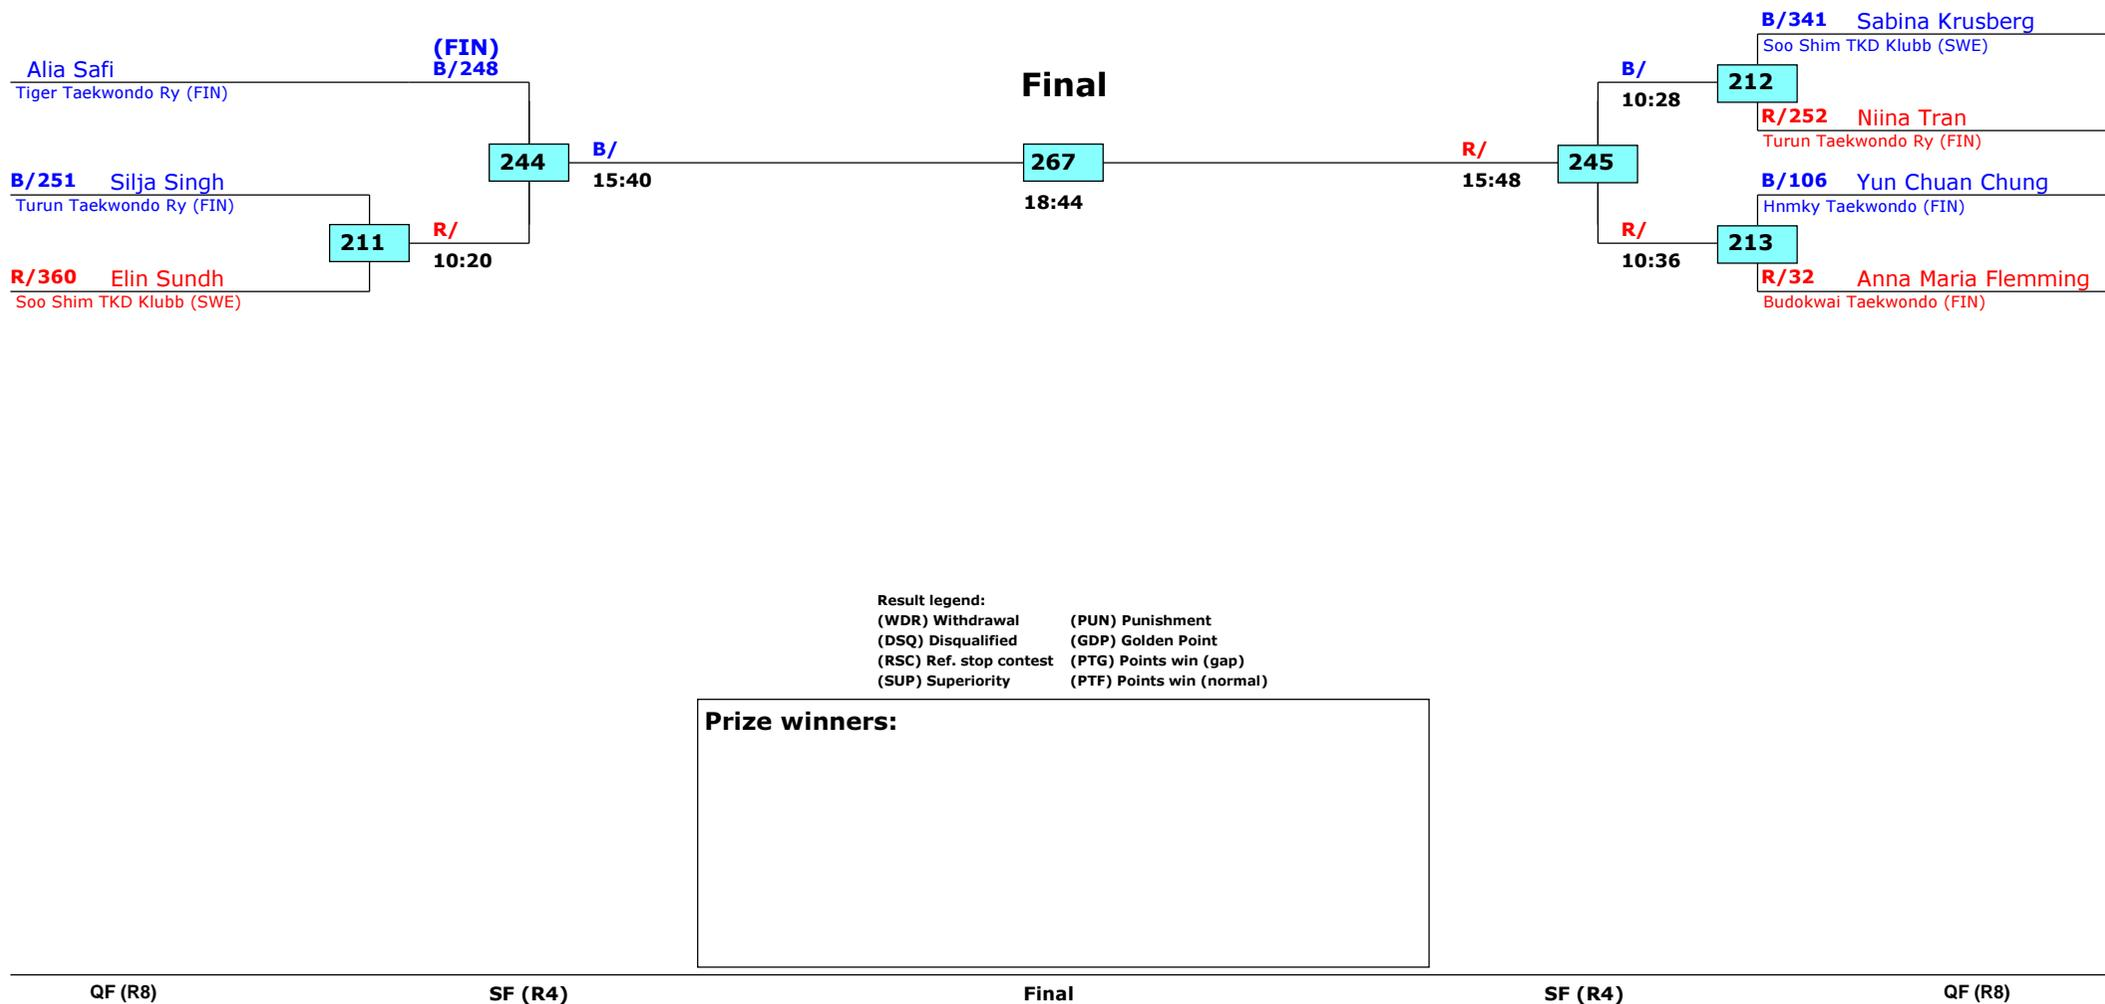 B/341 Sabina Krusberg
Soo Shim TKD Klubb (SWE)
(FIN)
Alia Safi B/248
Tiger Taekwondo Ry (FIN)
Final
B/
212
10:28
R/252 Niina Tran
Turun Taekwondo Ry (FIN)
244
B/
15:40
267
18:44
R/
15:48
245
B/251 Silja Singh
Turun Taekwondo Ry (FIN)
B/106 Yun Chuan Chung
Hnmky Taekwondo (FIN)
211
R/
10:20
R/
10:36
213
R/360 Elin Sundh
Soo Shim TKD Klubb (SWE)
R/32 Anna Maria Flemming
Budokwai Taekwondo (FIN)
Result legend:
(WDR) Withdrawal (PUN) Punishment
(DSQ) Disqualified (GDP) Golden Point
(RSC) Ref. stop contest (PTG) Points win (gap)
(SUP) Superiority (PTF) Points win (normal)
Prize winners:
QF (R8) SF (R4) Final SF (R4) QF (R8)